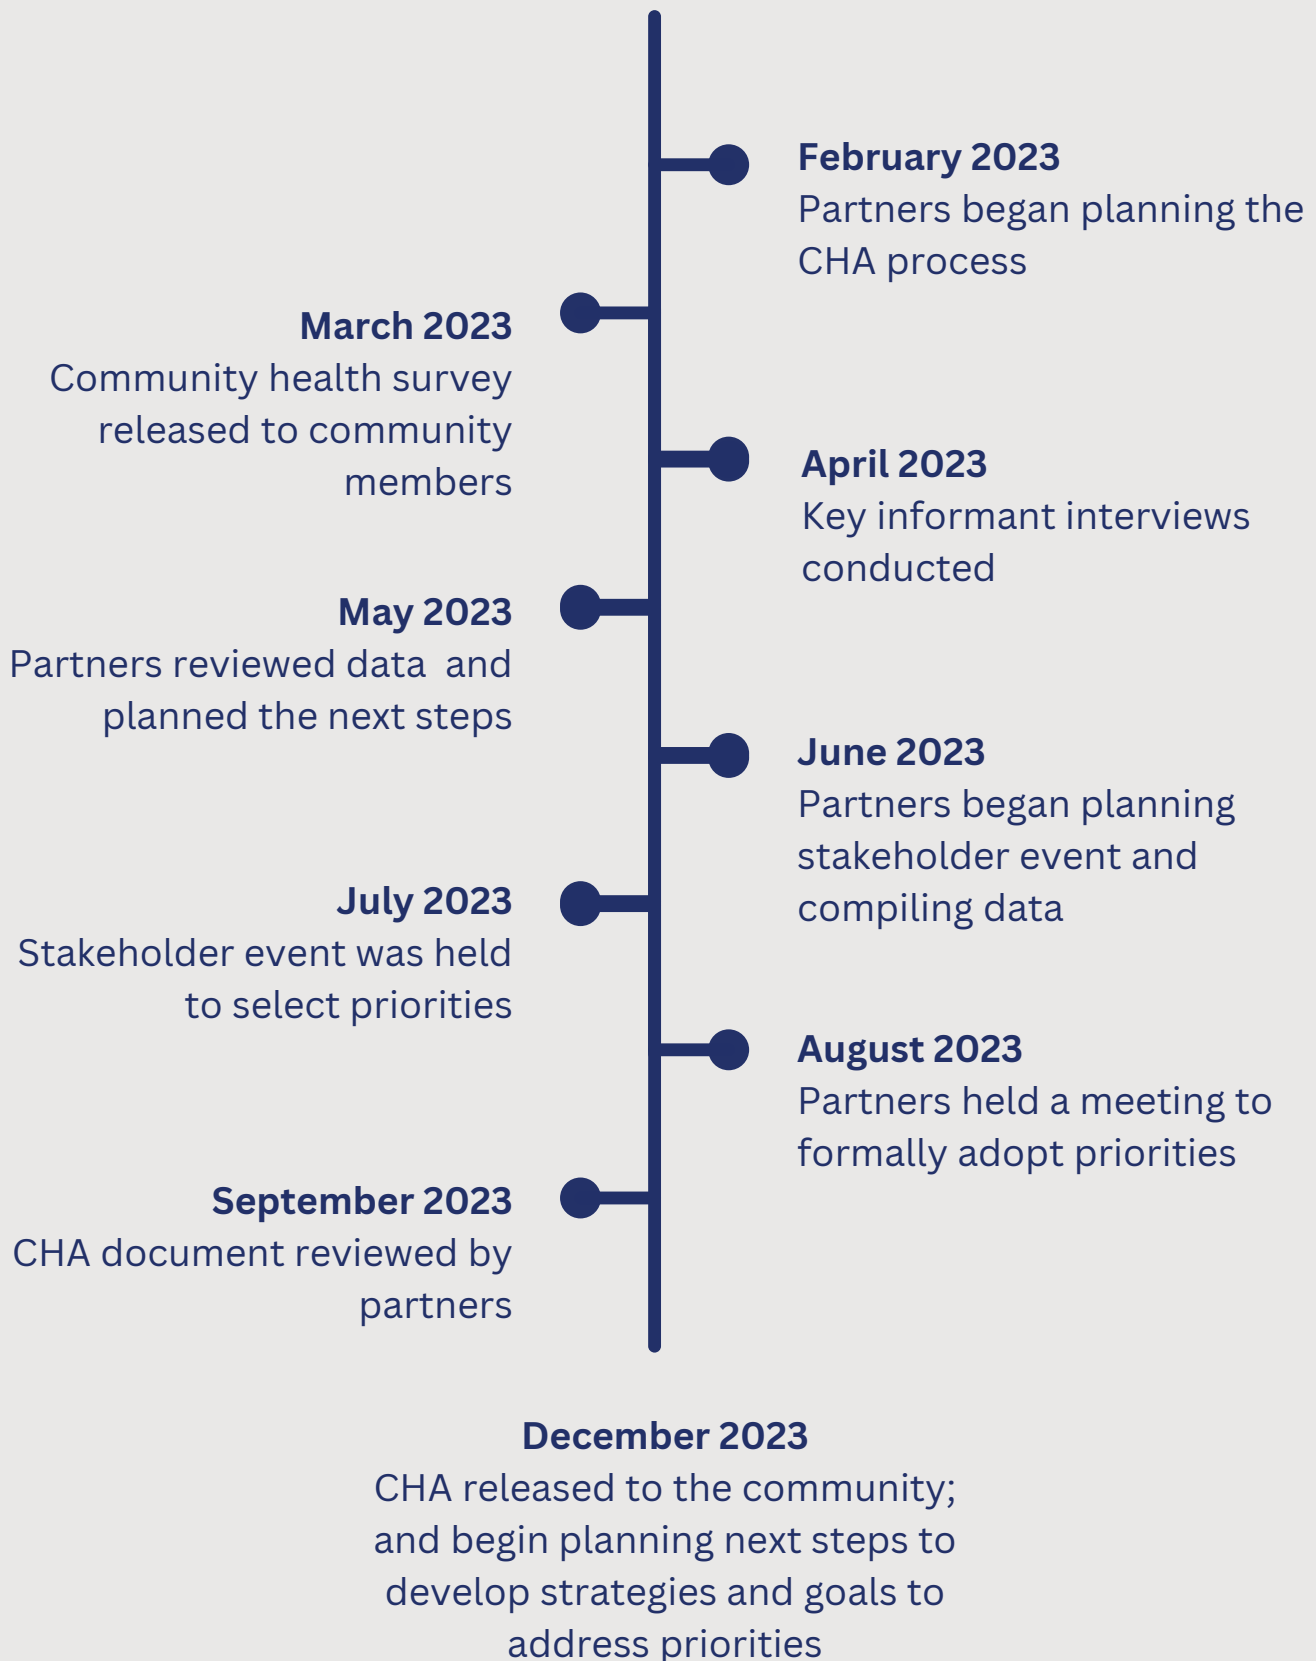 February 2023
Partners began planning the
CHA process
March 2023
Community health survey
released to community
members
April 2023
Key informant interviews
conducted
May 2023
Partners reviewed data  and
planned the next steps
June 2023
Partners began planning
stakeholder event and
compiling data
July 2023
Stakeholder event was held
to select priorities
August 2023
Partners held a meeting to
formally adopt priorities
September 2023
CHA document reviewed by
partners
December 2023
CHA released to the community;
and begin planning next steps to
develop strategies and goals to
address priorities